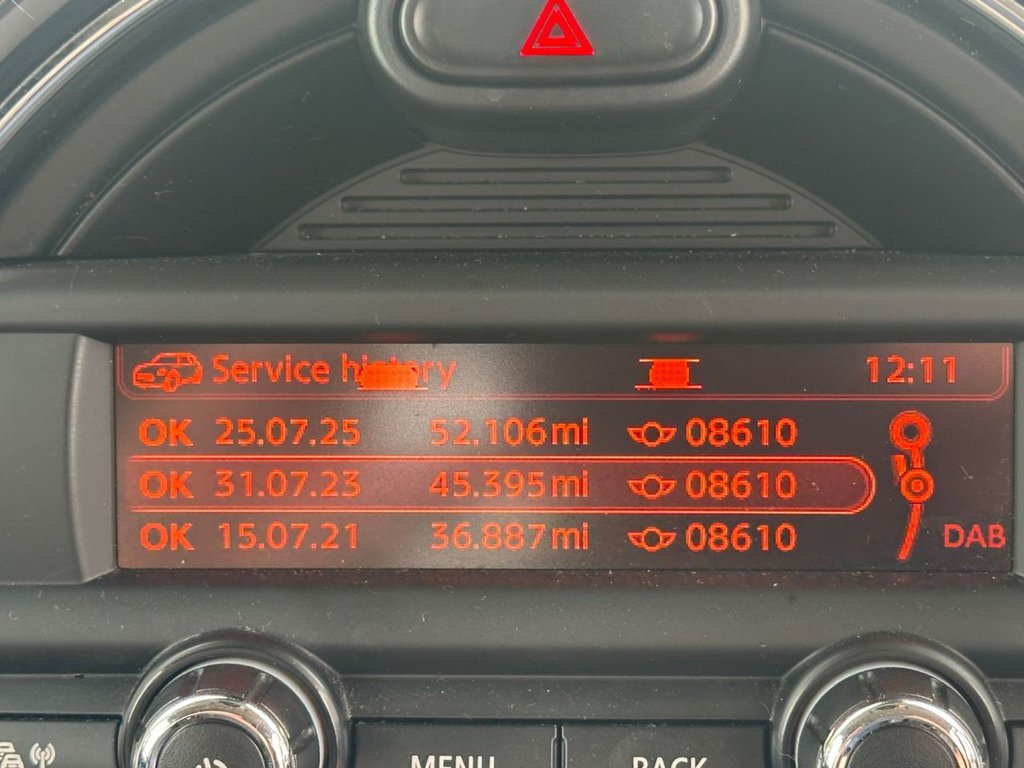 Service history 12:11
OK 25.07.25 52.106mi 08610
OK 31.07.23 45.395mi 08610
OK 15.07.21 36.887mi 08610
DAB
MENU BACK